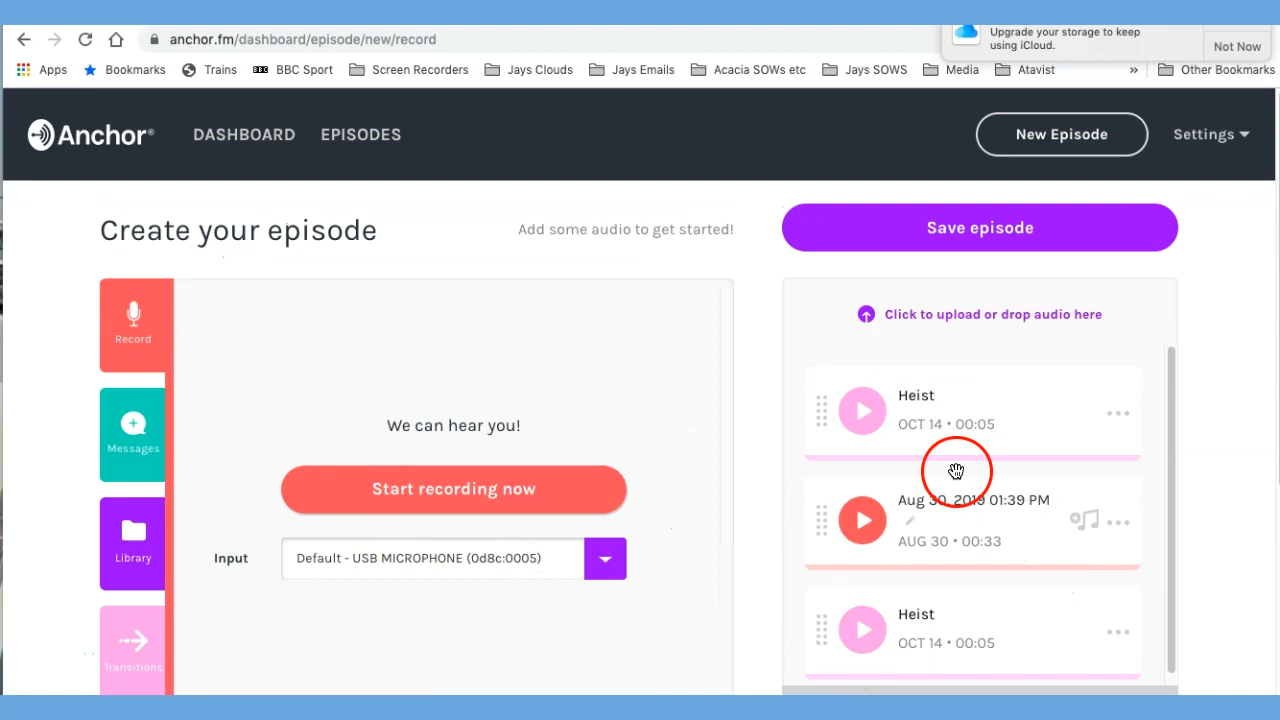 anchor.fm/dashboard/episode/new/record
Upgrade your storage to keep
using iCloud.
Not Now
Apps Bookmarks Trains BBC Sport Screen Recorders Jays Clouds Jays Emails Acacia SOWs etc Jays SOWS Media Atavist » Other Bookmarks
Anchor® DASHBOARD EPISODES New Episode Settings
Create your episode
Add some audio to get started!
Save episode
Record
Messages
Library
Transitions
We can hear you!
Start recording now
Input Default - USB MICROPHONE (0d8c:0005)
Click to upload or drop audio here
Heist
OCT 14 • 00:05
Aug 30, 2019 01:39 PM
AUG 30 • 00:33
Heist
OCT 14 • 00:05